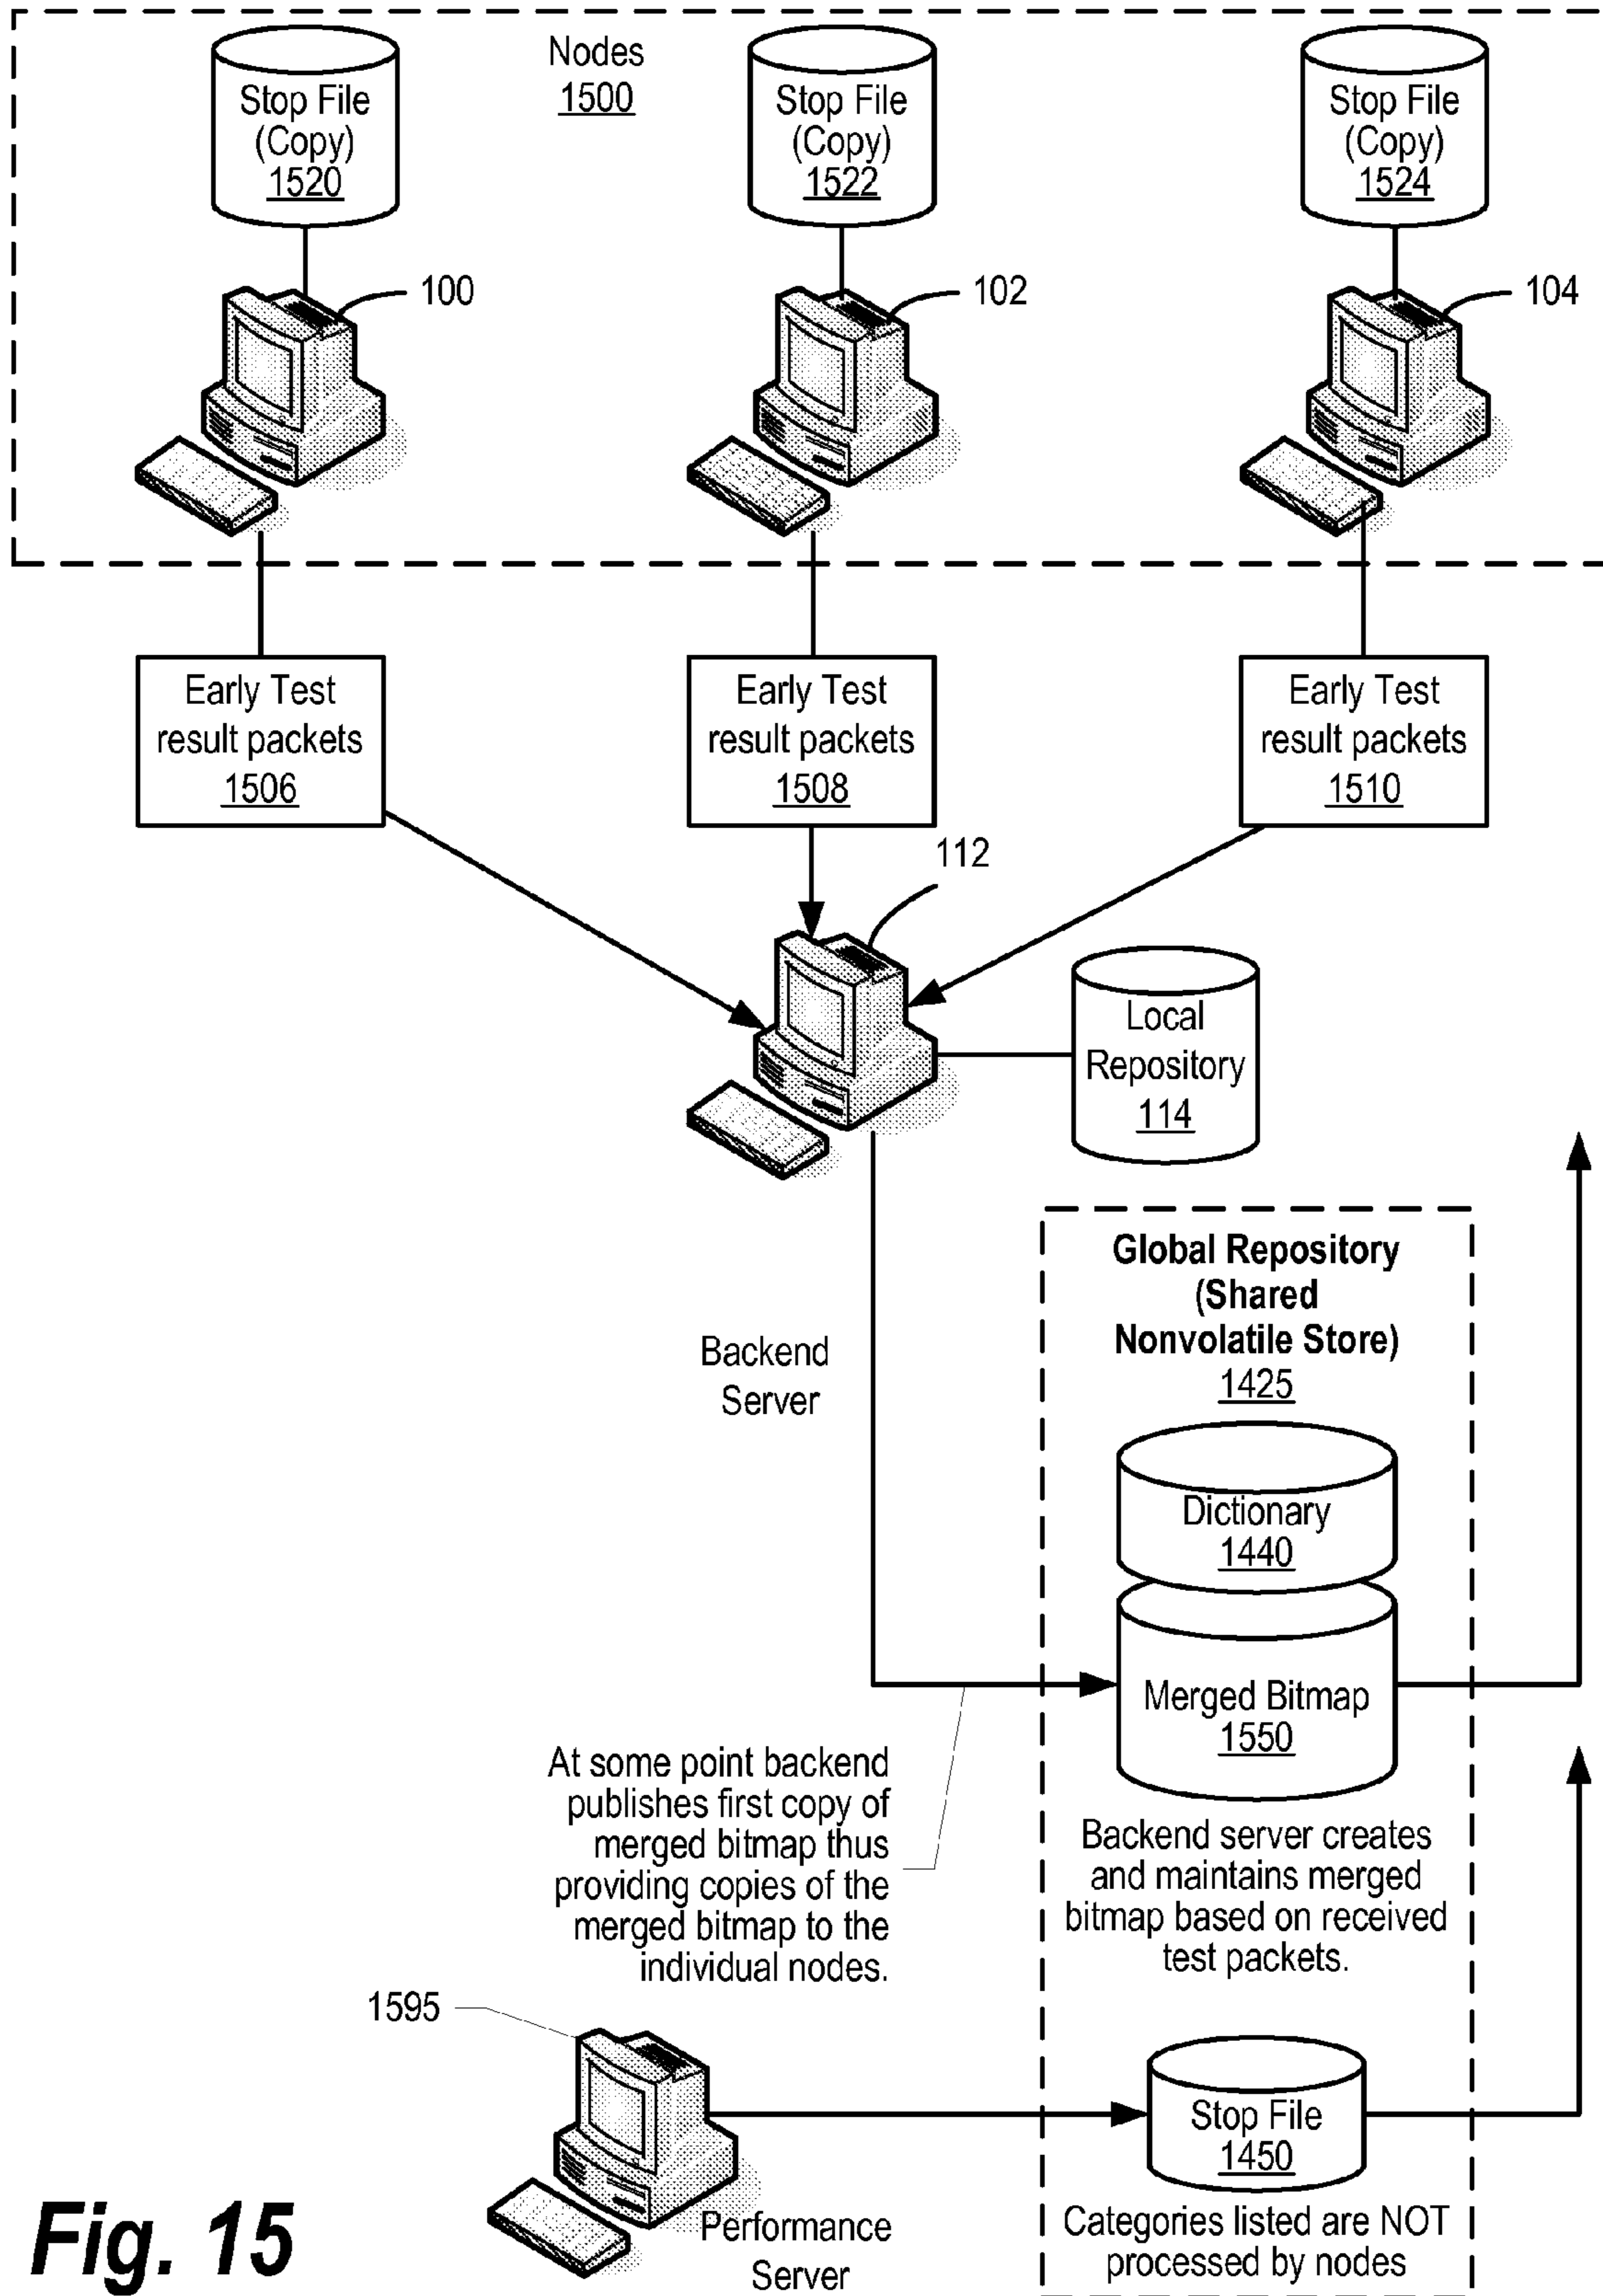 Nodes
1500
Stop File
(Copy)
1520
Stop File
(Copy)
1522
Stop File
(Copy)
1524
100
102
104
Early Test
result packets
1506
Early Test
result packets
1508
Early Test
result packets
1510
112
Local
Repository
114
Backend
Server
Global Repository
(Shared
Nonvolatile Store)
1425
Dictionary
1440
Merged Bitmap
1550
Backend server creates
and maintains merged
bitmap based on received
test packets.
At some point backend
publishes first copy of
merged bitmap thus
providing copies of the
merged bitmap to the
individual nodes.
1595
Performance
Server
Stop File
1450
Categories listed are NOT
processed by nodes
Fig. 15